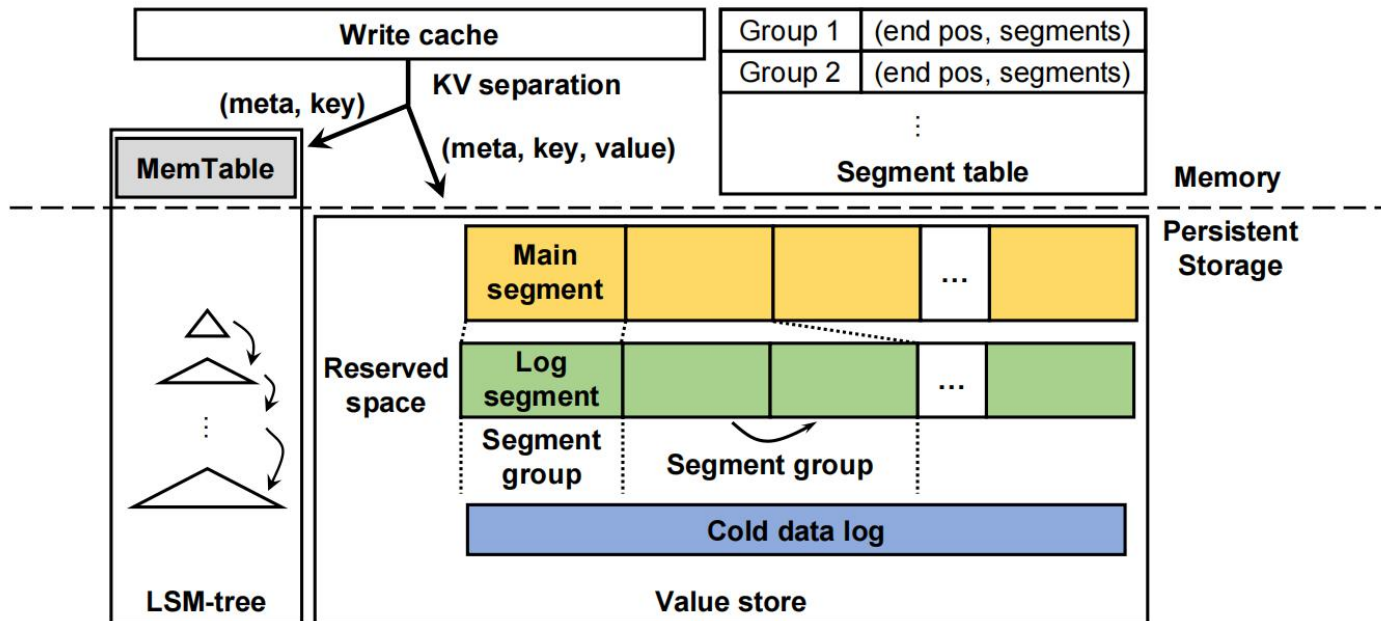 Write cache
Group 1 (end pos, segments)
Group 2 (end pos, segments)
⋮
Segment table
KV separation
(meta, key)
(meta, key, value)
MemTable
Memory
Persistent
Storage
Main
segment
...
Reserved
space
Log
segment
...
Segment
group
Segment group
⋮
Cold data log
LSM-tree
Value store